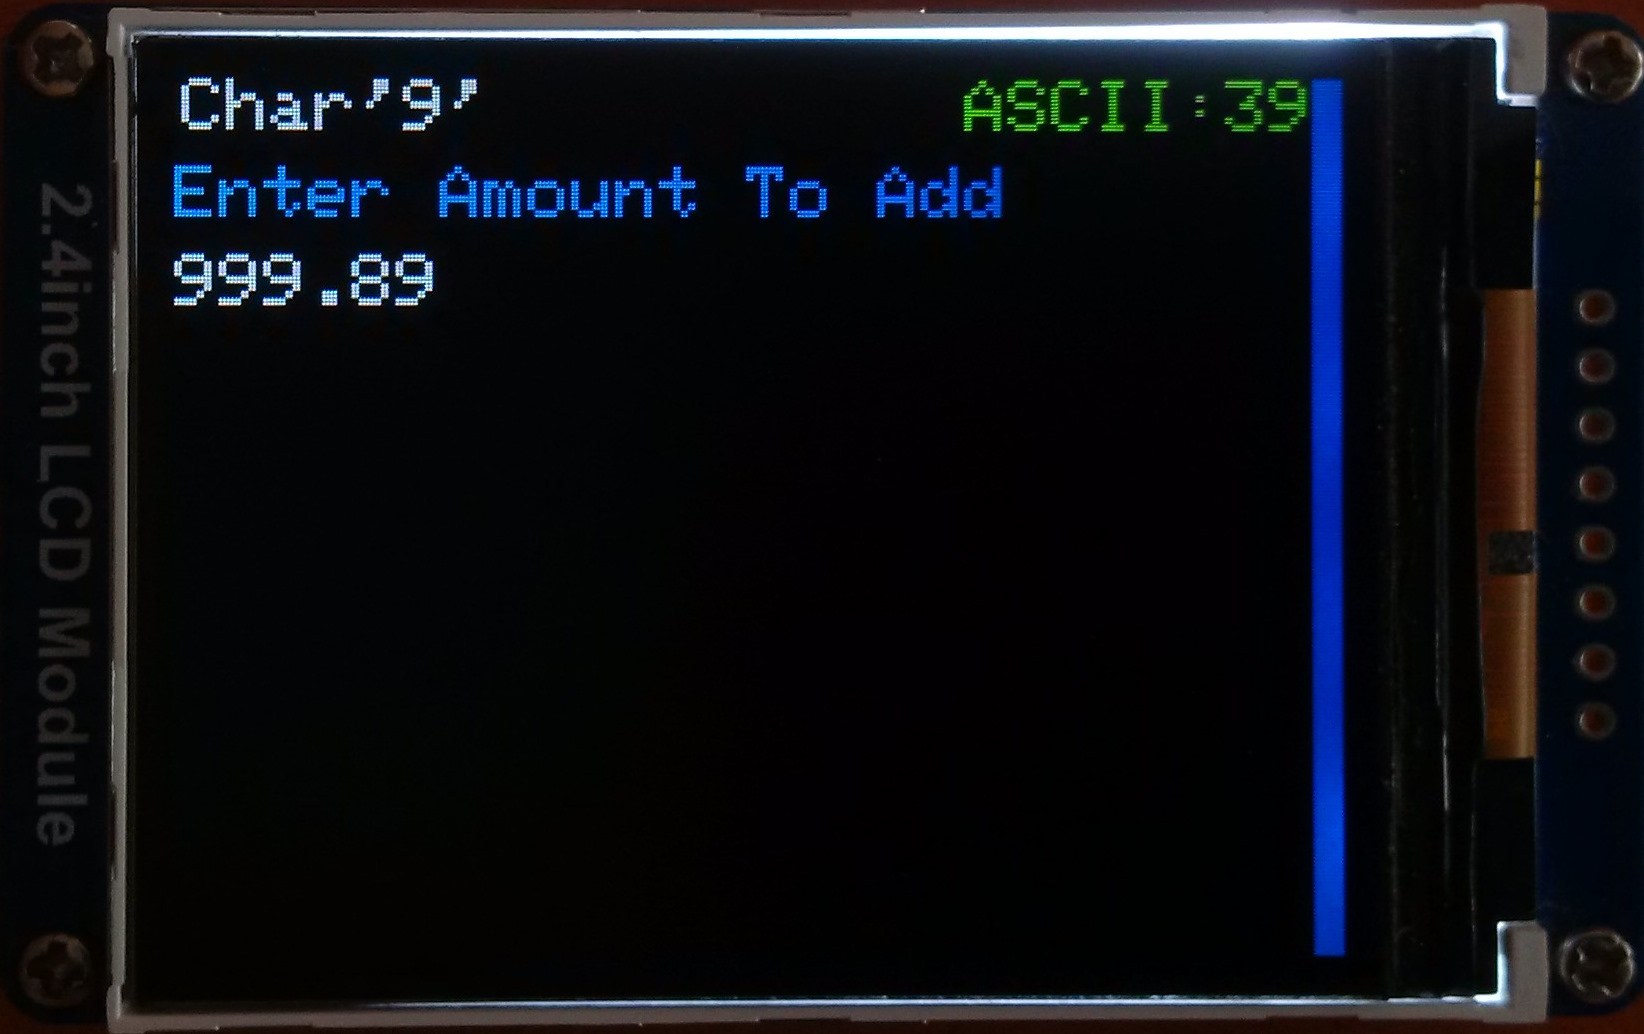 Char'9' ASCII:39
Enter Amount To Add
999.89
2.4inch LCD Module